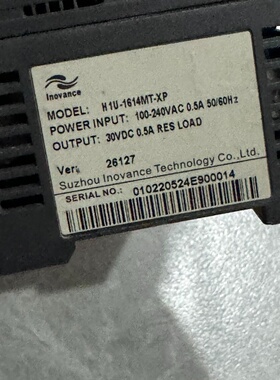 Inovance
MODEL: H1U-1614MT-XP
POWER INPUT: 100-240VAC 0.5A 50/60Hz
OUTPUT: 30VDC 0.5A RES LOAD
Ver: 26127
Suzhou Inovance Technology Co.,Ltd.
SERIAL NO.: 010220524E900014